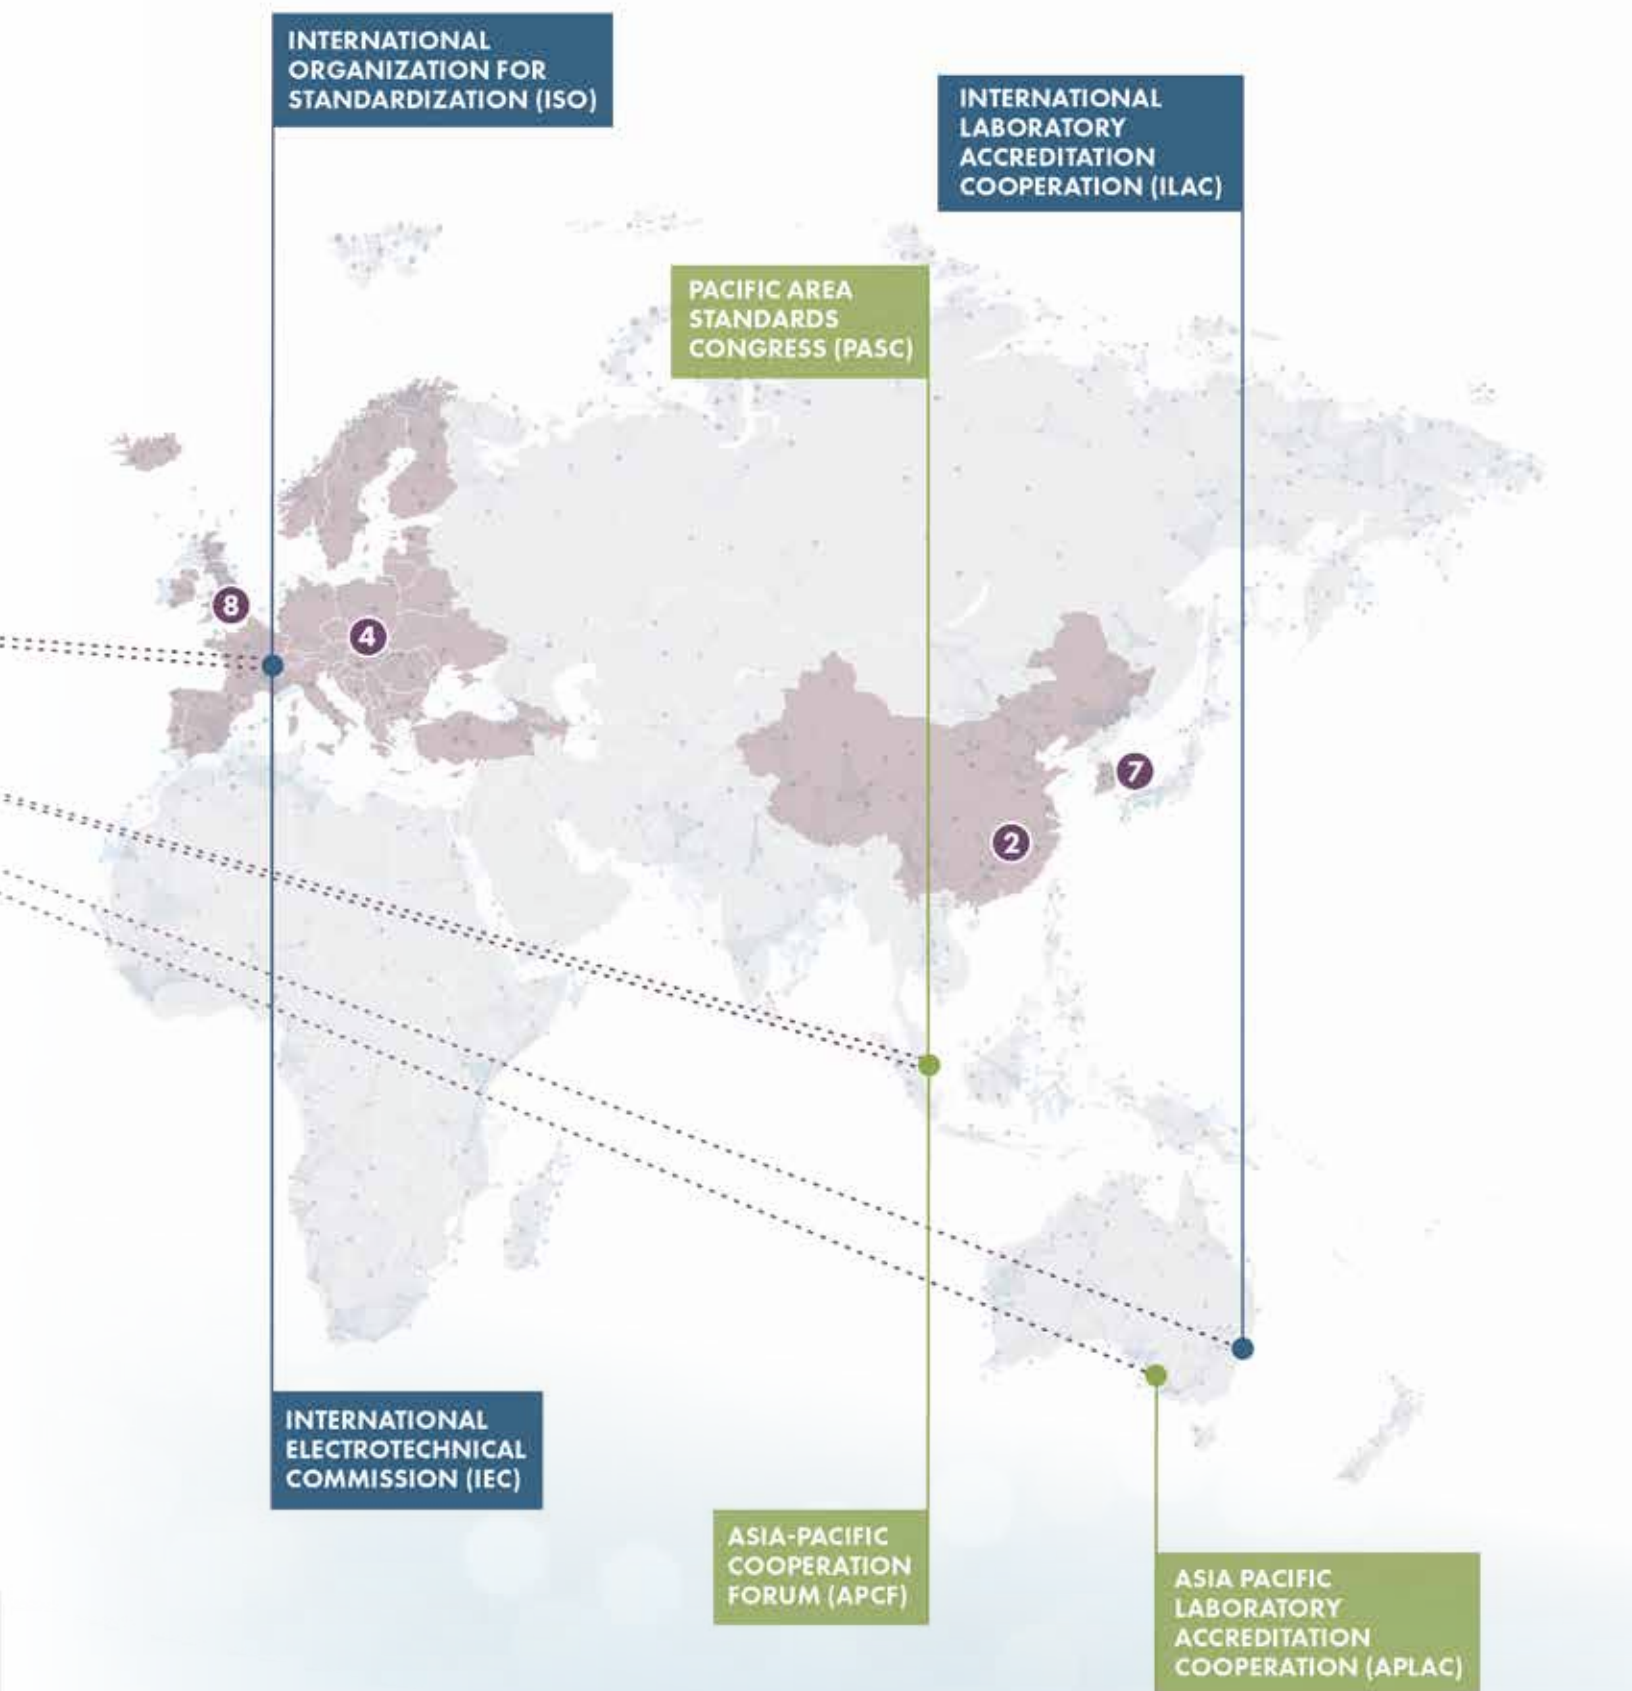 INTERNATIONAL
ORGANIZATION FOR
STANDARDIZATION (ISO)
INTERNATIONAL
LABORATORY
ACCREDITATION
COOPERATION (ILAC)
PACIFIC AREA
STANDARDS
CONGRESS (PASC)
8
4
7
2
INTERNATIONAL
ELECTROTECHNICAL
COMMISSION (IEC)
ASIA-PACIFIC
COOPERATION
FORUM (APCF)
ASIA PACIFIC
LABORATORY
ACCREDITATION
COOPERATION (APLAC)